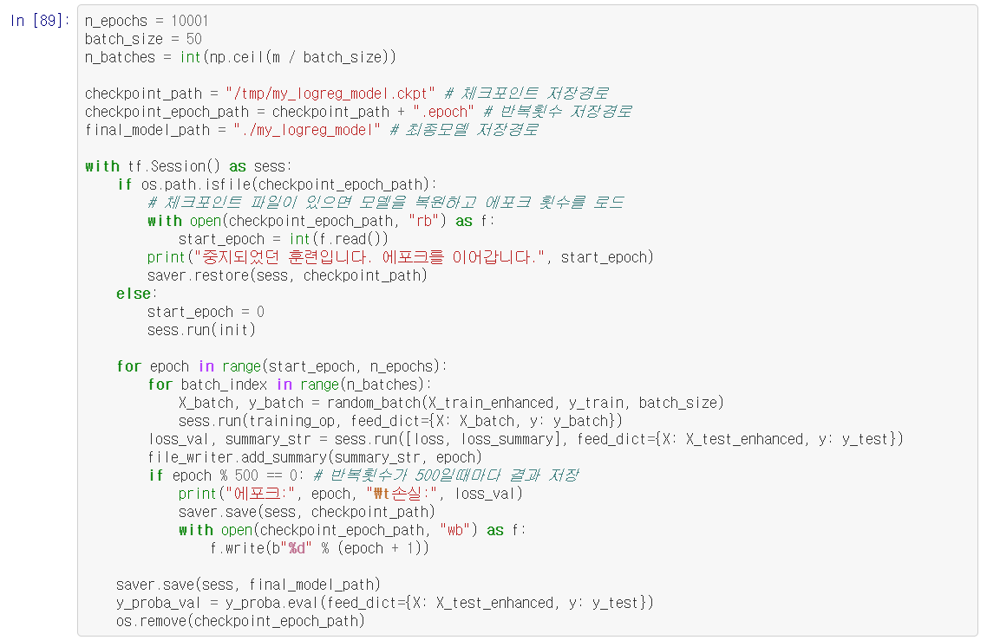 In [89]:
n_epochs = 10001
batch_size = 50
n_batches = int(np.ceil(m / batch_size))

checkpoint_path = "/tmp/my_logreg_model.ckpt" # 체크포인트 저장경로
checkpoint_epoch_path = checkpoint_path + ".epoch" # 반복횟수 저장경로
final_model_path = "./my_logreg_model" # 최종모델 저장경로

with tf.Session() as sess:
    if os.path.isfile(checkpoint_epoch_path):
        # 체크포인트 파일이 있으면 모델을 복원하고 에포크 횟수를 로드
        with open(checkpoint_epoch_path, "rb") as f:
            start_epoch = int(f.read())
        print("중지되었던 훈련입니다. 에포크를 이어갑니다.", start_epoch)
        saver.restore(sess, checkpoint_path)
    else:
        start_epoch = 0
        sess.run(init)

    for epoch in range(start_epoch, n_epochs):
        for batch_index in range(n_batches):
            X_batch, y_batch = random_batch(X_train_enhanced, y_train, batch_size)
            sess.run(training_op, feed_dict={X: X_batch, y: y_batch})
        loss_val, summary_str = sess.run([loss, loss_summary], feed_dict={X: X_test_enhanced, y: y_test})
        file_writer.add_summary(summary_str, epoch)
        if epoch % 500 == 0: # 반복횟수가 500일때마다 결과 저장
            print("에포크:", epoch, "₩t손실:", loss_val)
            saver.save(sess, checkpoint_path)
            with open(checkpoint_epoch_path, "wb") as f:
                f.write(b"%d" % (epoch + 1))

    saver.save(sess, final_model_path)
    y_proba_val = y_proba.eval(feed_dict={X: X_test_enhanced, y: y_test})
    os.remove(checkpoint_epoch_path)